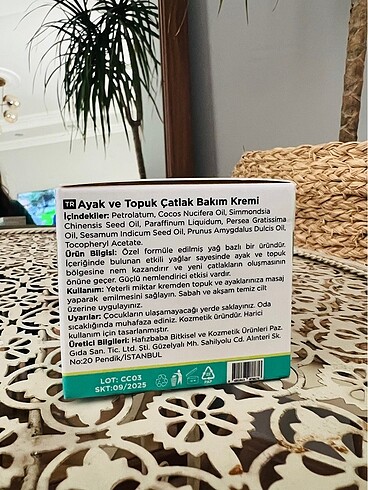 TR Ayak ve Topuk Çatlak Bakım Kremi
İçindekiler: Petrolatum, Cocos Nucifera Oil, Simmondsia
Chinensis Seed Oil, Paraffinum Liquidum, Persea Gratissima
Oil, Sesamum Indicum Seed Oil, Prunus Amygdalus Dulcis Oil,
Tocopheryl Acetate.
Ürün Bilgisi: Özel formüle edilmiş yağ bazlı bir üründür.
İçeriğinde bulunan etkili yağlar sayesinde ayak ve topuk
bölgesine nem kazandırır ve yeni çatlakların oluşmasının
önüne geçer. Güçlü nemlendirici etkisi vardır.
Kullanım: Yeterli miktar kremden topuk ve ayaklarınıza masaj
yaparak emilmesini sağlayın. Sabah ve akşam temiz cilt
üzerine uygulayınız.
Uyarılar: Çocukların ulaşamayacağı yerde saklayınız. Oda
sıcaklığında muhafaza ediniz. Kozmetik üründür. Harici
kullanım için tasarlanmıştır.
Üretici Bilgileri: Hafızbaba Bitkisel ve Kozmetik Ürünleri Paz.
Gıda San. Tic. Ltd. Sti. Güzelyalı Mh. Sahilyolu Cd. Alınteri Sk.
No:20 Pendik/İSTANBUL
LOT: CC03
SKT:09/2025
PAP